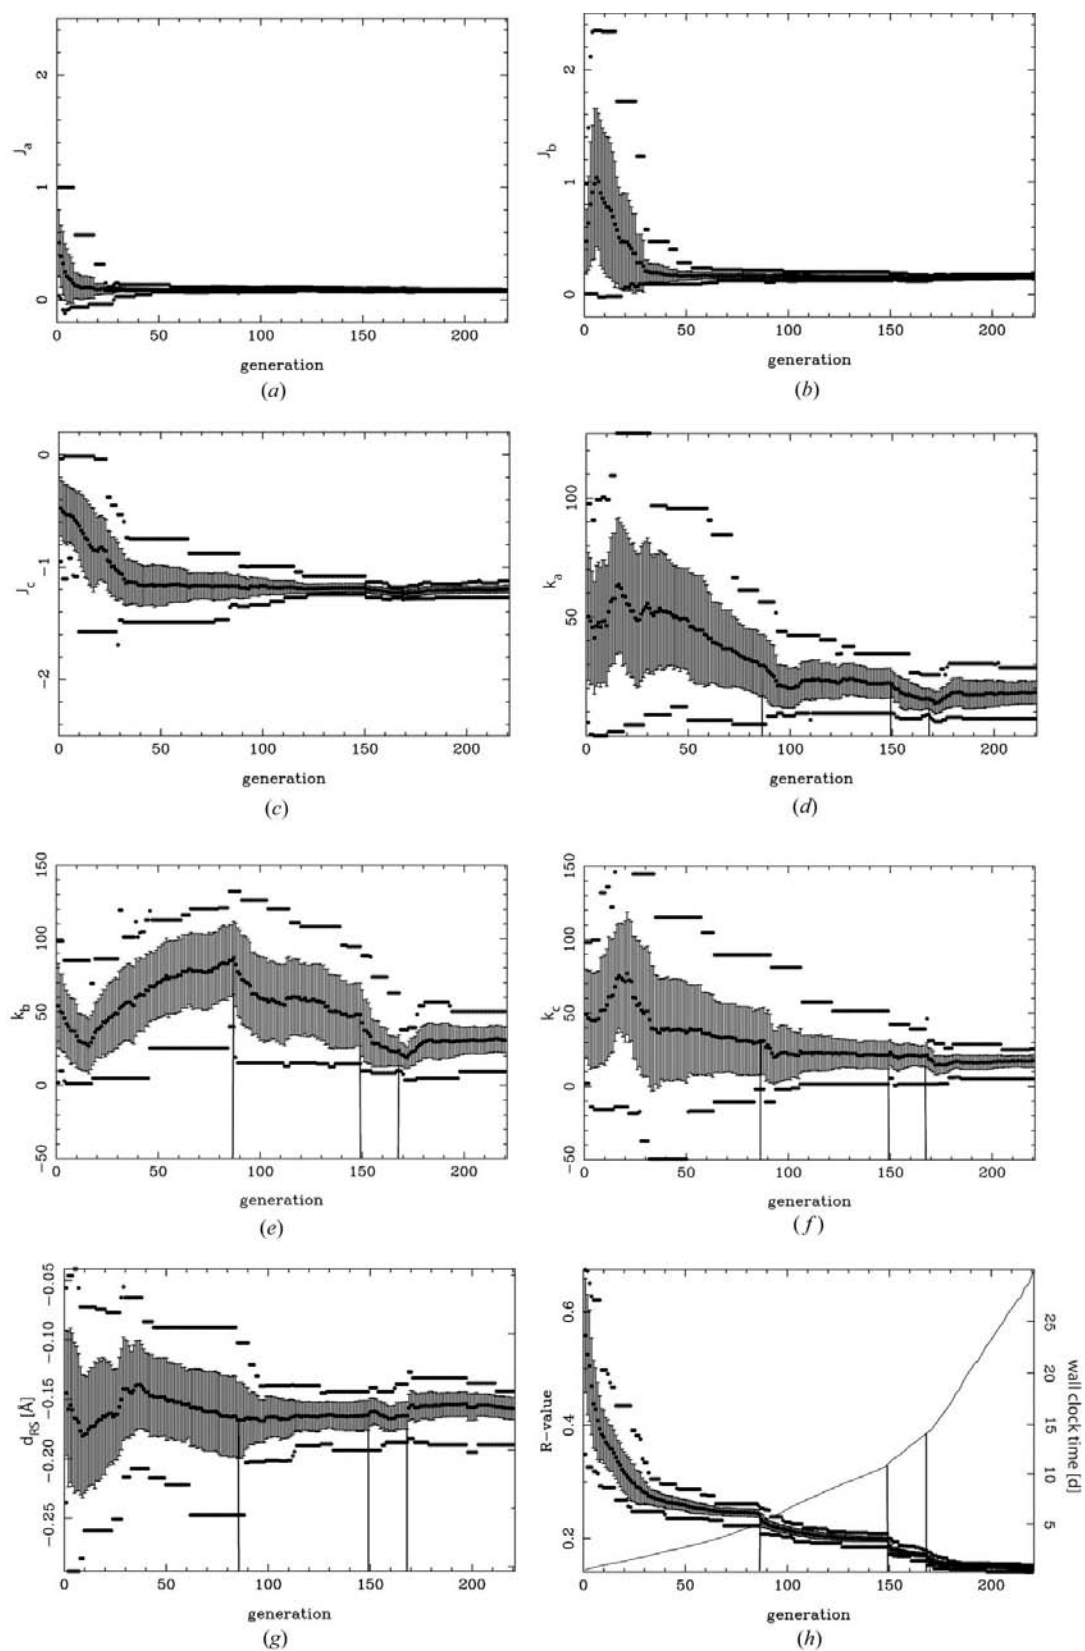 2
1
0
J_a
0 50 100 150 200
generation
(a)
2
1
0
J_b
0 50 100 150 200
generation
(b)
0
−1
−2
J_c
0 50 100 150 200
generation
(c)
100
50
k_a
0 50 100 150 200
generation
(d)
150
100
50
0
−50
k_b
0 50 100 150 200
generation
(e)
150
100
50
0
−50
k_c
0 50 100 150 200
generation
(f)
−0.05
−0.10
−0.15
−0.20
−0.25
d_RS [Å]
0 50 100 150 200
generation
(g)
0.6
0.4
0.2
R-value
25
20
15
10
5
wall clock time [d]
0 50 100 150 200
generation
(h)